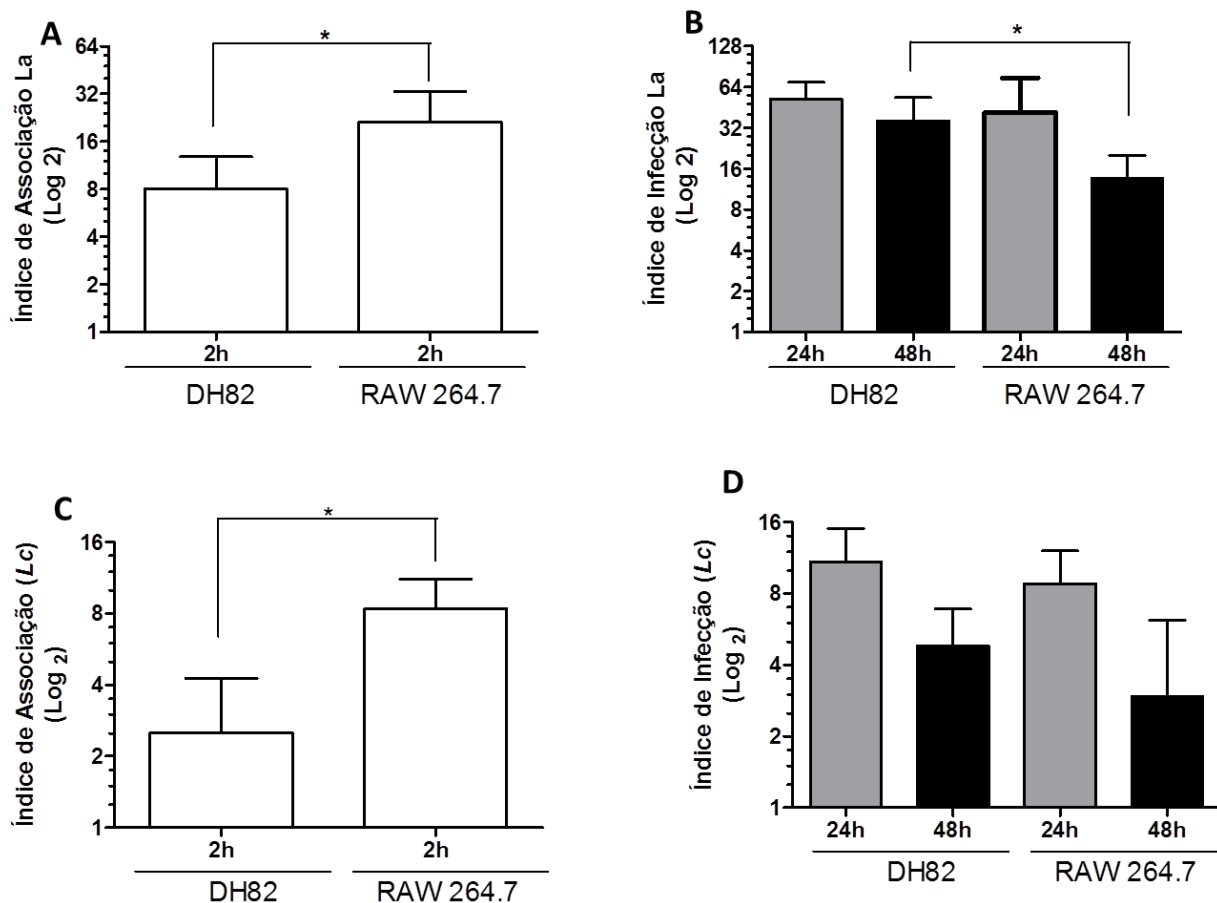 A
*
Índice de Associação La
(Log 2)
64
32
16
8
4
2
1
2h
2h
DH82
RAW 264.7
B
*
Índice de Infecção La
(Log 2)
128
64
32
16
8
4
2
1
24h
48h
24h
48h
DH82
RAW 264.7
C
*
Índice de Associação (Lc)
(Log 2)
16
8
4
2
1
2h
2h
DH82
RAW 264.7
D
Índice de Infecção (Lc)
(Log 2)
16
8
4
2
1
24h
48h
24h
48h
DH82
RAW 264.7